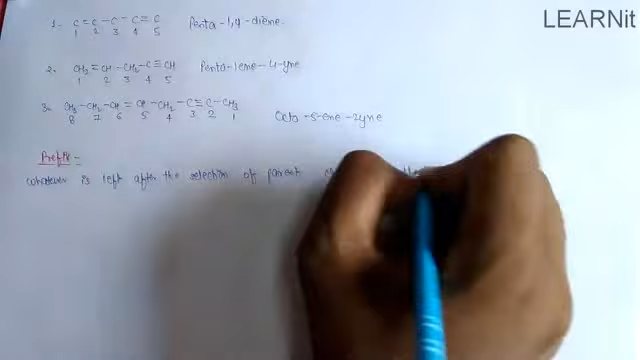 LEARNit
1. C = C - C - C = C Penta-1,4-diene.
1 2 3 4 5
2. CH₂ = CH - CH₂ - C ≡ CH Penta-1ene-4-yne
1 2 3 4 5
3. CH₃ - CH₂ - CH = CH - CH₂ - C ≡ C - CH₃ Octa-5-ene-2yne
8 7 6 5 4 3 2 1
Prefix -
whatever is left after the selection of parent